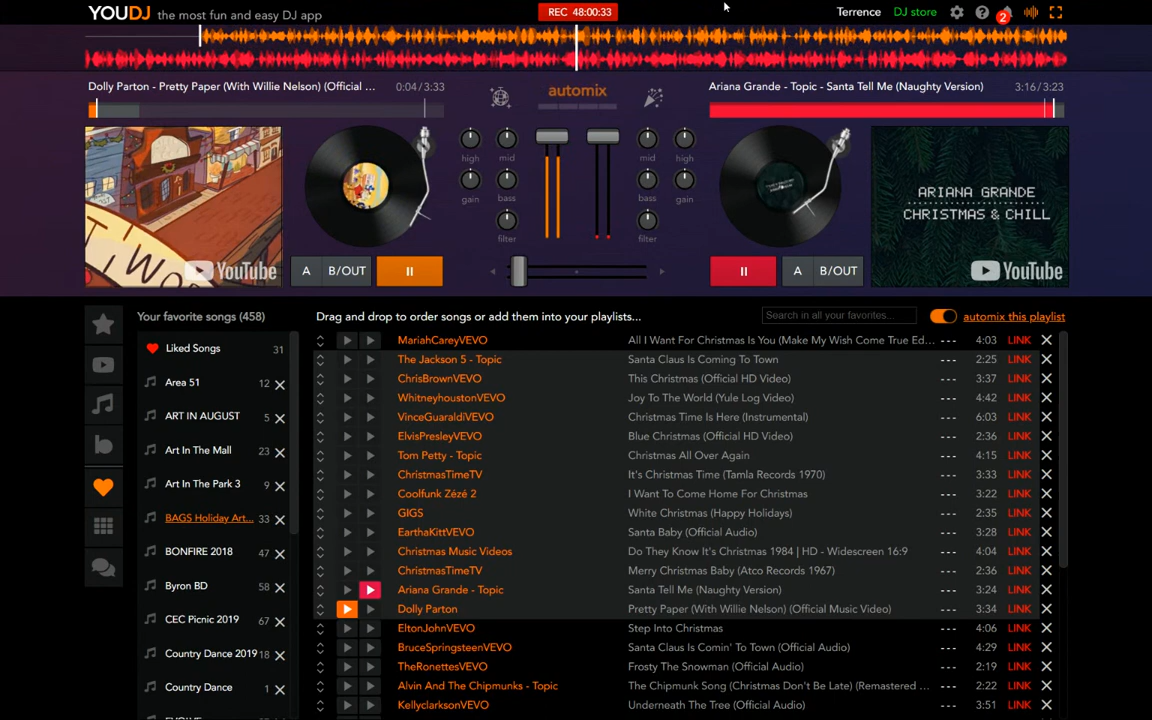 YOUDJ the most fun and easy DJ app
REC 48:00:33
Terrence DJ store
2
Dolly Parton - Pretty Paper (With Willie Nelson) (Official ... 0:04/3:33
automix
Ariana Grande - Topic - Santa Tell Me (Naughty Version) 3:16/3:23
high mid mid high
gain bass bass gain
filter filter
T WO
YouTube
ARIANA GRANDE
CHRISTMAS & CHILL
YouTube
A B/OUT
A B/OUT
Your favorite songs (458)
Drag and drop to order songs or add them into your playlists...
Search in all your favorites...
automix this playlist
Liked Songs 31
Area 51 12
ART IN AUGUST 5
Art In The Mall 23
Art In The Park 3 9
BAGS Holiday Art... 33
BONFIRE 2018 47
Byron BD 58
CEC Picnic 2019 67
Country Dance 2019 18
Country Dance 1
MariahCareyVEVO All I Want For Christmas Is You (Make My Wish Come True Ed... --- 4:03 LINK
The Jackson 5 - Topic Santa Claus Is Coming To Town --- 2:25 LINK
ChrisBrownVEVO This Christmas (Official HD Video) --- 3:37 LINK
WhitneyhoustonVEVO Joy To The World (Yule Log Video) --- 4:42 LINK
VinceGuaraldiVEVO Christmas Time Is Here (Instrumental) --- 6:03 LINK
ElvisPresleyVEVO Blue Christmas (Official HD Video) --- 2:36 LINK
Tom Petty - Topic Christmas All Over Again --- 4:15 LINK
ChristmasTimeTV It's Christmas Time (Tamla Records 1970) --- 3:33 LINK
Coolfunk Zézé 2 I Want To Come Home For Christmas --- 3:22 LINK
GIGS White Christmas (Happy Holidays) --- 2:35 LINK
EarthaKittVEVO Santa Baby (Official Audio) --- 3:28 LINK
Christmas Music Videos Do They Know It's Christmas 1984 | HD - Widescreen 16:9 --- 4:04 LINK
ChristmasTimeTV Merry Christmas Baby (Atco Records 1967) --- 2:36 LINK
Ariana Grande - Topic Santa Tell Me (Naughty Version) --- 3:24 LINK
Dolly Parton Pretty Paper (With Willie Nelson) (Official Music Video) --- 3:34 LINK
EltonJohnVEVO Step Into Christmas --- 4:06 LINK
BruceSpringsteenVEVO Santa Claus Is Comin' To Town (Official Audio) --- 4:29 LINK
TheRonettesVEVO Frosty The Snowman (Official Audio) --- 2:19 LINK
Alvin And The Chipmunks - Topic The Chipmunk Song (Christmas Don't Be Late) (Remastered ... --- 2:22 LINK
KellyclarksonVEVO Underneath The Tree (Official Audio) --- 3:51 LINK